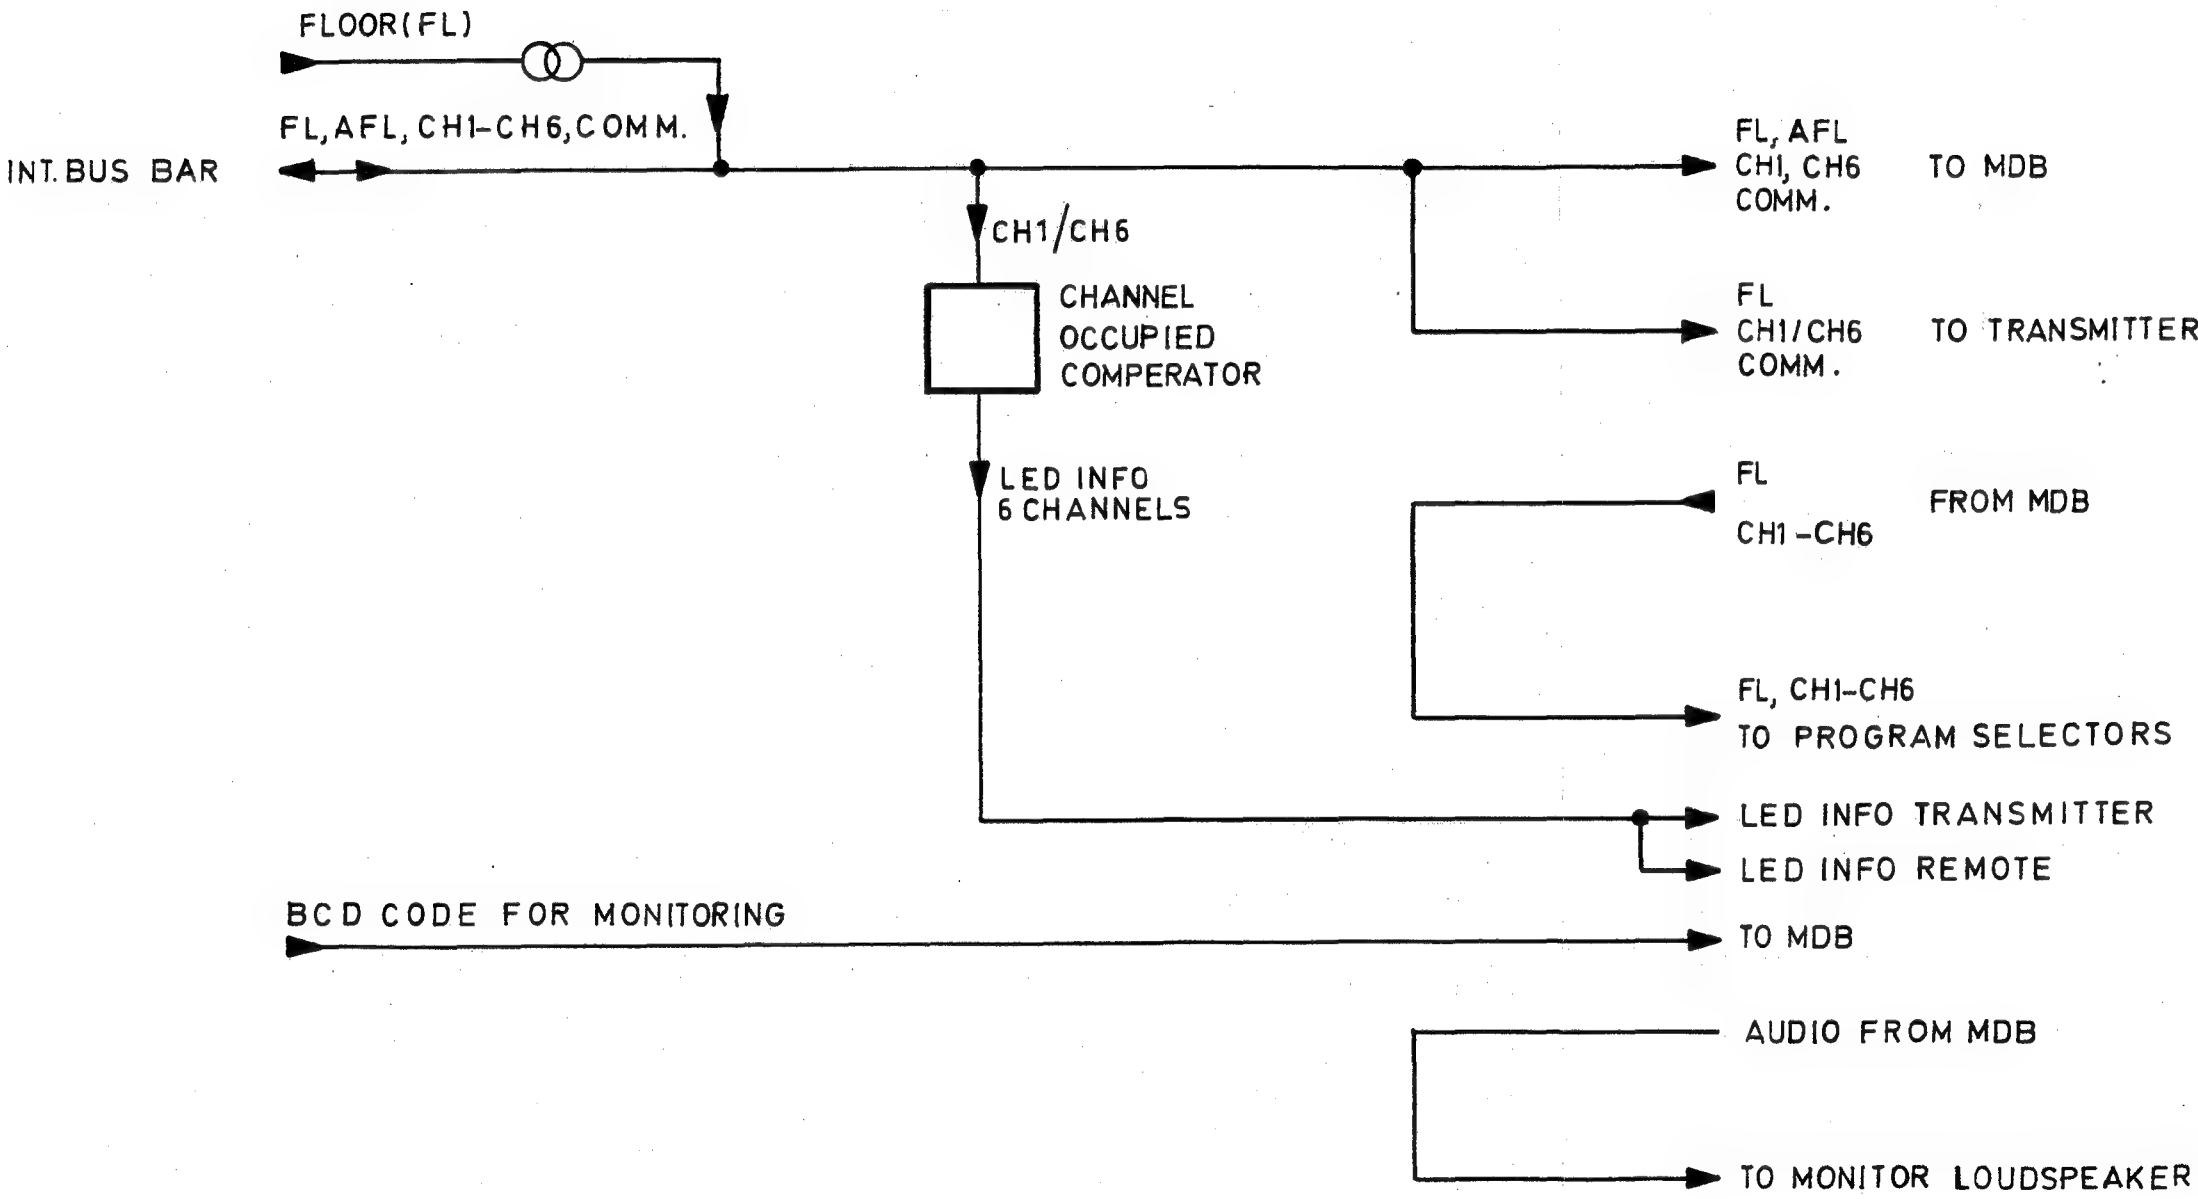 FLOOR(FL)
FL, AFL, CH1-CH6, COMM.
INT. BUS BAR
FL, AFL
CH1, CH6
COMM.
TO MDB
CH1/CH6
CHANNEL
OCCUPIED
COMPERATOR
FL
CH1/CH6
COMM.
TO TRANSMITTER
LED INFO
6 CHANNELS
FL
CH1-CH6
FROM MDB
FL, CH1-CH6
TO PROGRAM SELECTORS
LED INFO TRANSMITTER
LED INFO REMOTE
BCD CODE FOR MONITORING
TO MDB
AUDIO FROM MDB
TO MONITOR LOUDSPEAKER